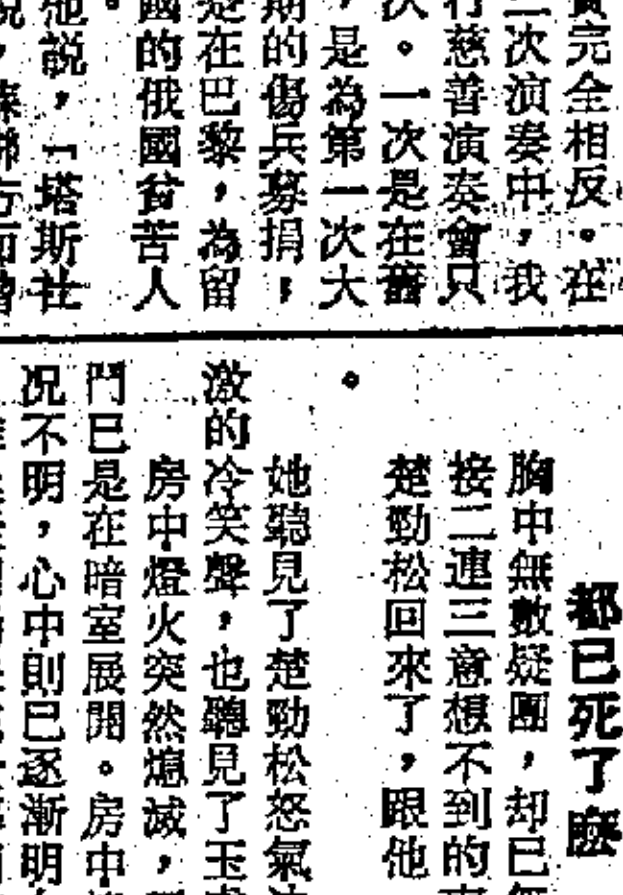 實完全相反。在
二次演奏中，我
行慈善演奏會只
次。一次是在舊
，是為第一次大
期的傷兵募捐；
是在巴黎，為留
國的俄國貧苦人
。
他說，「塔斯社
都已死了麽
胸中無數疑團，却已
接二連三意想不到的
楚勁松回來了，跟他
。
她聽見了楚勁松怒氣
激的冷笑聲，也聽見了玉
房中燈火突然熄滅，
門已是在暗室展開。房中
況不明，心中則已逐漸明